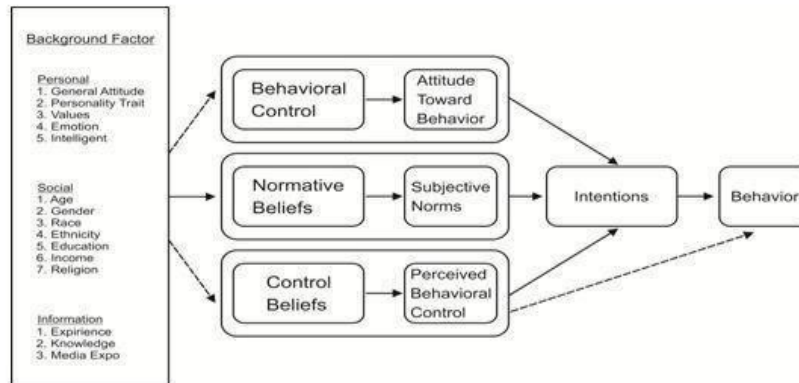 Background Factor
Personal
1. General Attitude
2. Personality Trait
3. Values
4. Emotion
5. Intelligent
Social
1. Age
2. Gender
3. Race
4. Ethnicity
5. Education
6. Income
7. Religion
Information
1. Expirience
2. Knowledge
3. Media Expo
Behavioral
Control
Attitude
Toward
Behavior
Normative
Beliefs
Subjective
Norms
Control
Beliefs
Perceived
Behavioral
Control
Intentions
Behavior